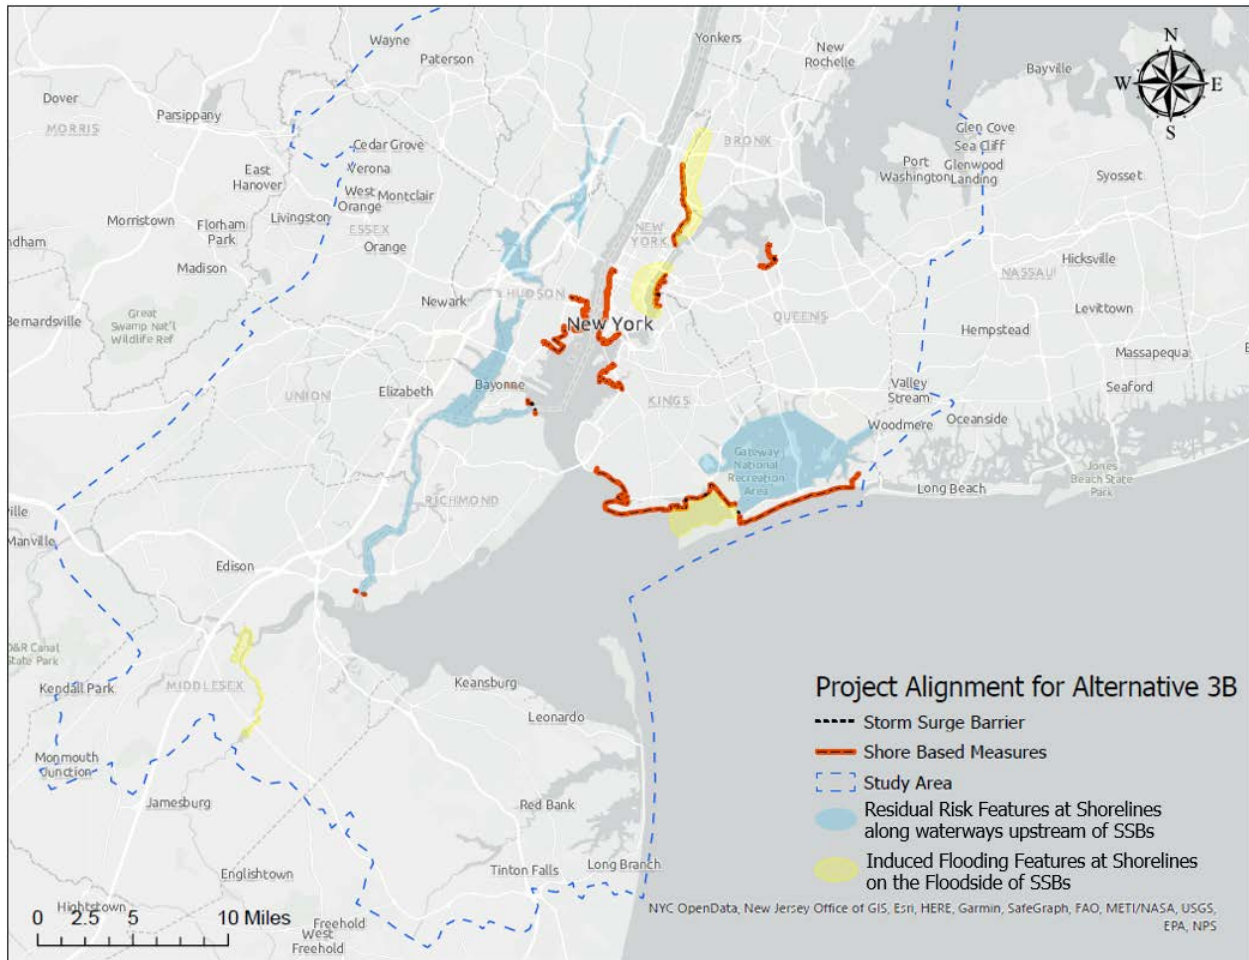 Yonkers
New
Rochelle
Wayne
Paterson
N
W
E
S
Bayville
Dover
Parsippany
MORRIS
Glen Cove
Sea Cliff
Glenwood
Landing
Port
Washington
Syosset
BRONX
Cedar Grove
Verona
East
Hanover
West
Orange
Montclair
Livingston
ESSEX
Orange
Morristown
Florham
Park
Madison
ndham
NEW
YORK
Hicksville
NASSAU
Levittown
Newark
HUDSON
Bernardsville
Great
Swamp Nat'l
Wildlife Ref
New York
QUEENS
Hempstead
Massapequa
Seaford
Elizabeth
Bayonne
UNION
KINGS
Valley
Stream
Oceanside
Woodmere
Gateway
National
Recreation
Area
Jones
Beach State
Park
Long Beach
RICHMOND
ville
Manville
Edison
D&R Canal
State Park
Kendall Park
MIDDLESEX
Keansburg
Leonardo
Monmouth
Junction
Jamesburg
Red Bank
Englishtown
Tinton Falls
Long Branch
Hightstown
Freehold
West
Freehold
Project Alignment for Alternative 3B
Storm Surge Barrier
Shore Based Measures
Study Area
Residual Risk Features at Shorelines
along waterways upstream of SSBs
Induced Flooding Features at Shorelines
on the Floodside of SSBs
0 2.5 5 10 Miles
NYC OpenData, New Jersey Office of GIS, Esri, HERE, Garmin, SafeGraph, FAO, METI/NASA, USGS,
EPA, NPS